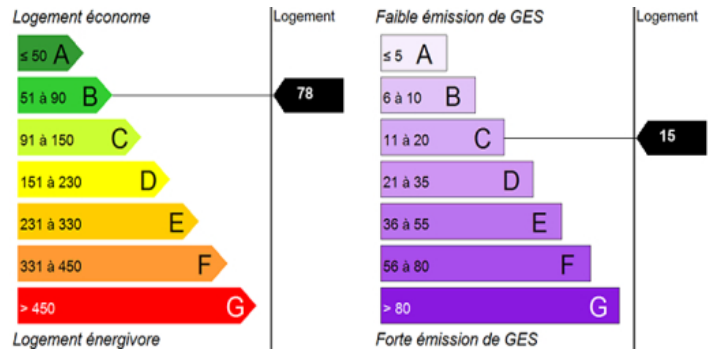 Logement économe
Logement
≤ 50 A
51 à 90 B
78
91 à 150 C
151 à 230 D
231 à 330 E
331 à 450 F
> 450 G
Logement énergivore
Faible émission de GES
Logement
≤ 5 A
6 à 10 B
11 à 20 C
15
21 à 35 D
36 à 55 E
56 à 80 F
> 80 G
Forte émission de GES